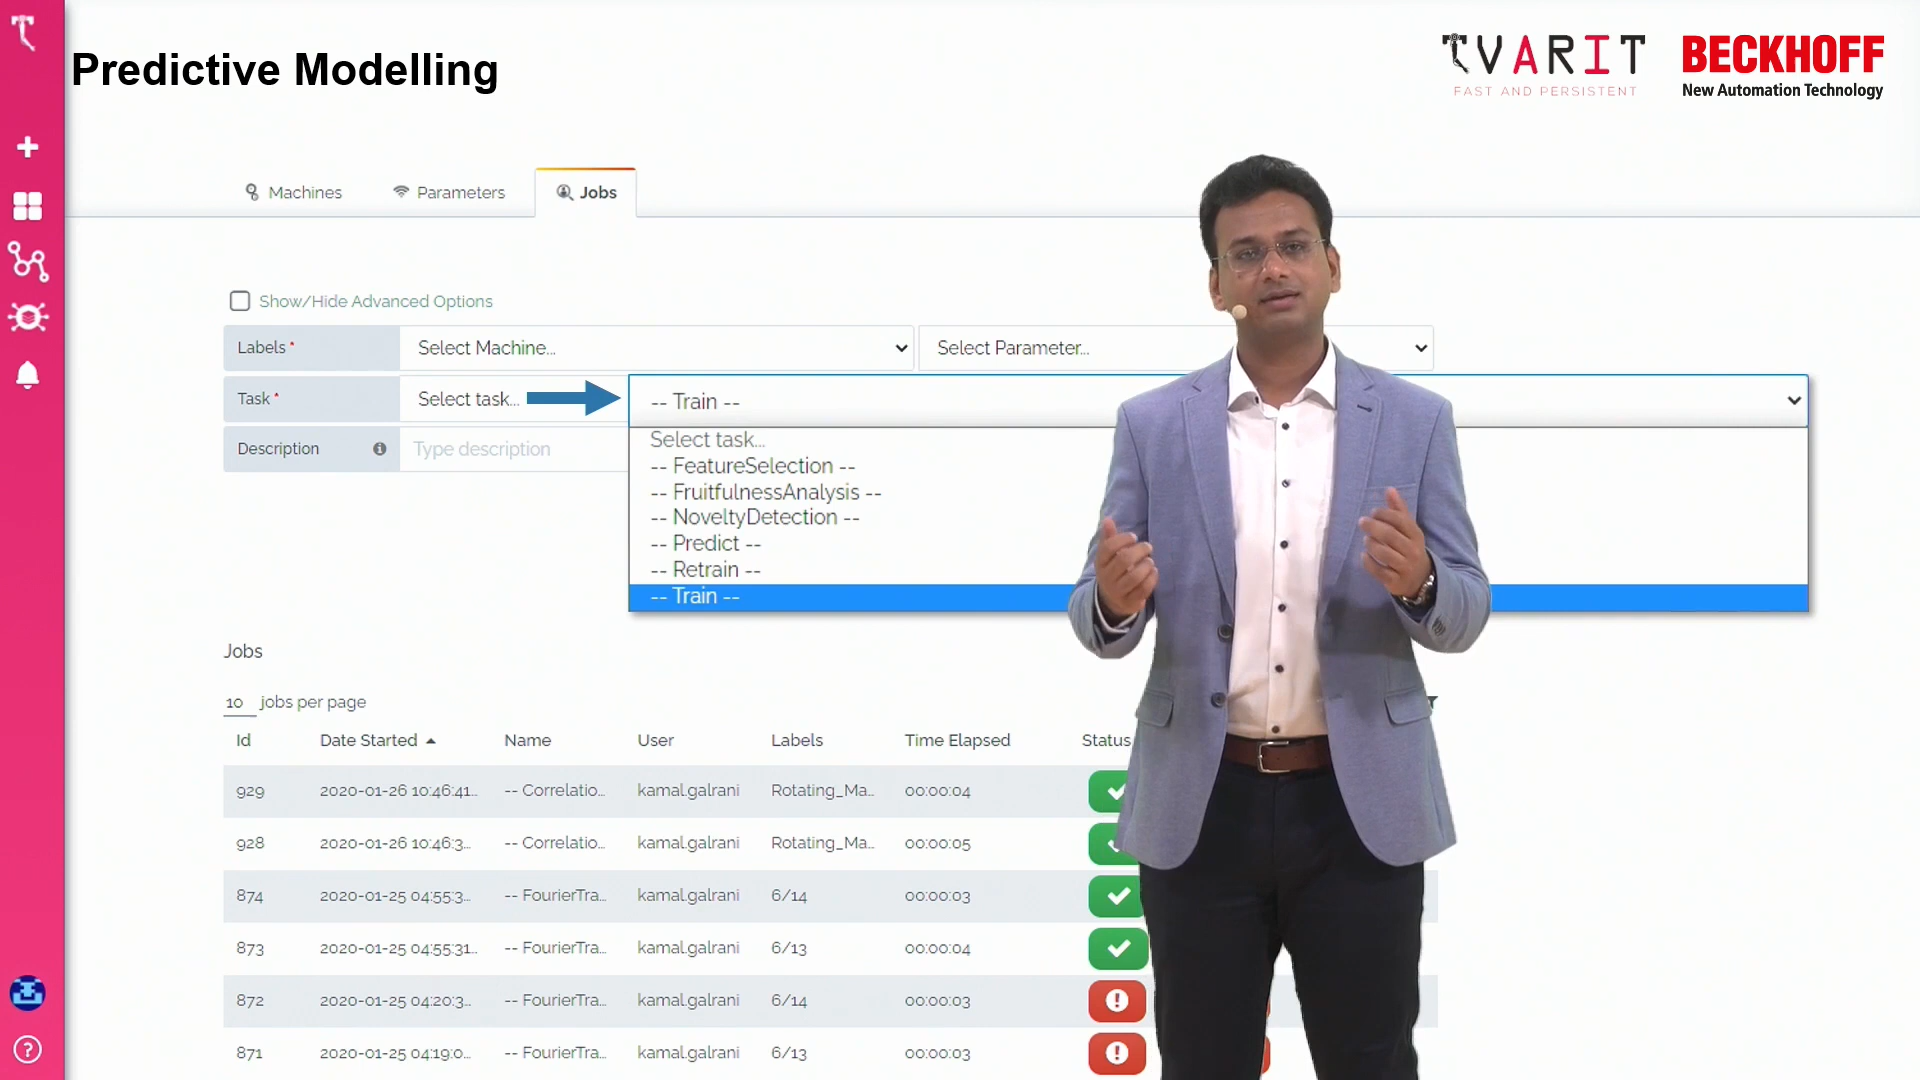 Predictive Modelling
TVARIT
FAST AND PERSISTENT
BECKHOFF
New Automation Technology
Machines
Parameters
Jobs
Show/Hide Advanced Options
Labels *
Select Machine...
Select Parameter...
Task *
Select task...
-- Train --
Description
Type description
Select task...
-- FeatureSelection --
-- FruitfulnessAnalysis --
-- NoveltyDetection --
-- Predict --
-- Retrain --
-- Train --
Jobs
10 jobs per page
Id Date Started Name User Labels Time Elapsed Status
929 2020-01-26 10:46:41... -- Correlatio... kamal.galrani Rotating_Ma... 00:00:04
928 2020-01-26 10:46:3... -- Correlatio... kamal.galrani Rotating_Ma... 00:00:05
874 2020-01-25 04:55:3... -- FourierTra... kamal.galrani 6/14 00:00:03
873 2020-01-25 04:55:31... -- FourierTra... kamal.galrani 6/13 00:00:04
872 2020-01-25 04:20:3... -- FourierTra... kamal.galrani 6/14 00:00:03
871 2020-01-25 04:19:0... -- FourierTra... kamal.galrani 6/13 00:00:03